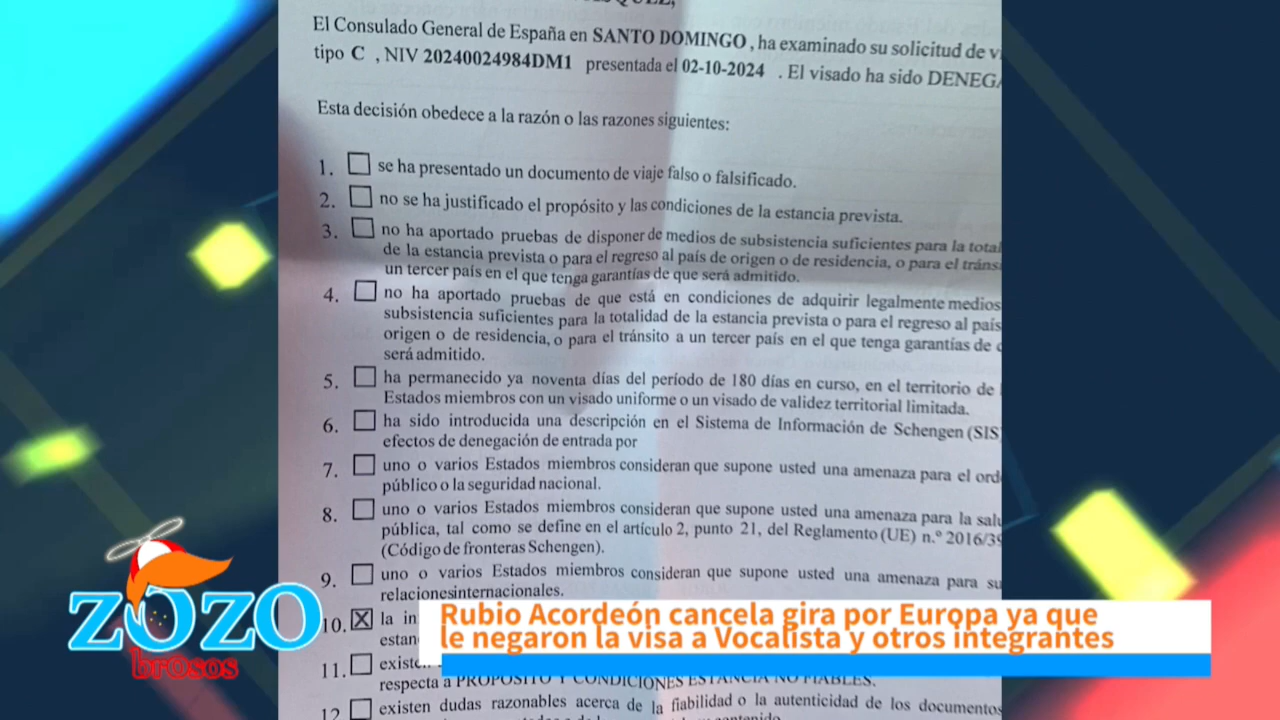 El Consulado General de España en SANTO DOMINGO, ha examinado su solicitud de
tipo C , NIV 20240024984DM1 presentada el 02-10-2024 . El visado ha sido
Esta decisión obedece a la razón o las razones siguientes:
1. se ha presentado un documento de viaje falso o falsificado.
2. no se ha justificado el propósito y las condiciones de la estancia prevista.
3. no ha aportado pruebas de disponer de medios de subsistencia suficientes para la
de la estancia prevista o para el regreso al país de origen o de residencia, o para el
un tercer país en el que tenga garantías de que será admitido.
4. no ha aportado pruebas de que está en condiciones de adquirir legalmente medios
subsistencia suficientes para la totalidad de la estancia prevista o para el regreso al país
origen o de residencia, o para el tránsito a un tercer país en el que tenga garantías de
será admitido.
5. ha permanecido ya noventa días del período de 180 días en curso, en el territorio de
Estados miembros con un visado uniforme o un visado de validez territorial limitada.
6. ha sido introducida una descripción en el Sistema de Información de Schengen (SIS
efectos de denegación de entrada por
7. uno o varios Estados miembros consideran que supone usted una amenaza para el
público o la seguridad nacional.
8. uno o varios Estados miembros consideran que supone usted una amenaza para la
pública, tal como se define en el artículo 2, punto 21, del Reglamento (UE) n.º
(Código de fronteras Schengen).
9. uno o varios Estados miembros consideran que supone usted una amenaza para
relacionesinternacionales.
10. X la
11.
respecta a PROPÓSITO Y CONDICIONES ESTANCIA NO FIABLES.
12 existen dudas razonables acerca de la fiabilidad o la autenticidad de los documentos
Rubio Acordeón cancela gira por Europa ya que
le negaron la visa a Vocalista y otros integrantes
ZOZO
brosos